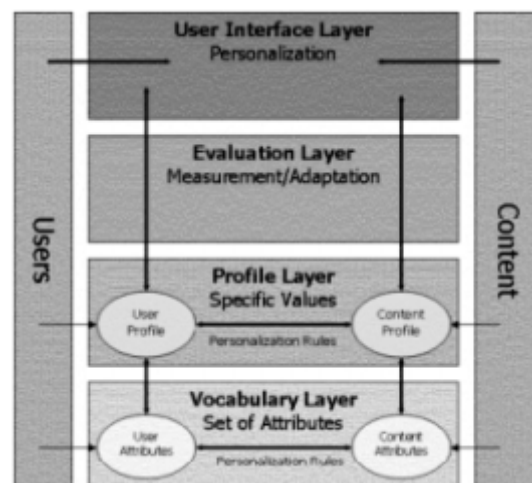 User Interface Layer
Personalization
Evaluation Layer
Measurement/Adaptation
Users
Content
Profile Layer
Specific Values
User
Profile
Content
Profile
Personalization Rules
Vocabulary Layer
Set of Attributes
User
Attributes
Content
Attributes
Personalization Rules